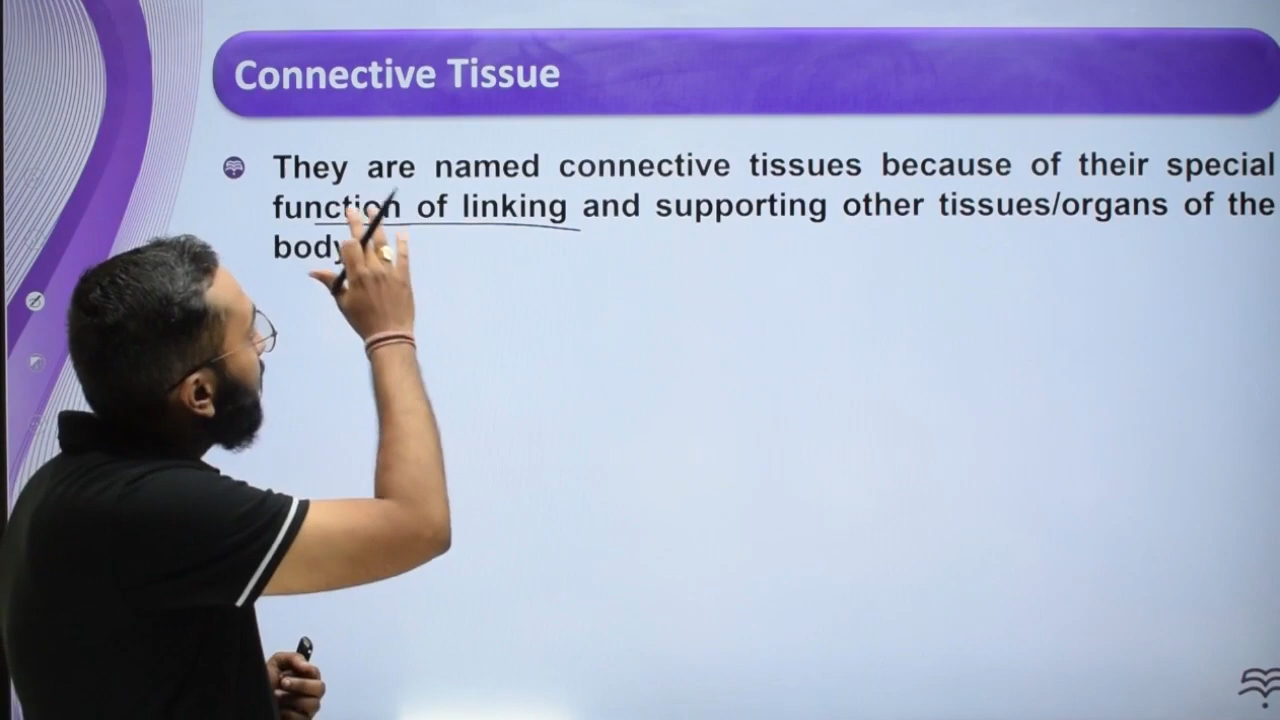 Connective Tissue
They are named connective tissues because of their special
function of linking and supporting other tissues/organs of the
body